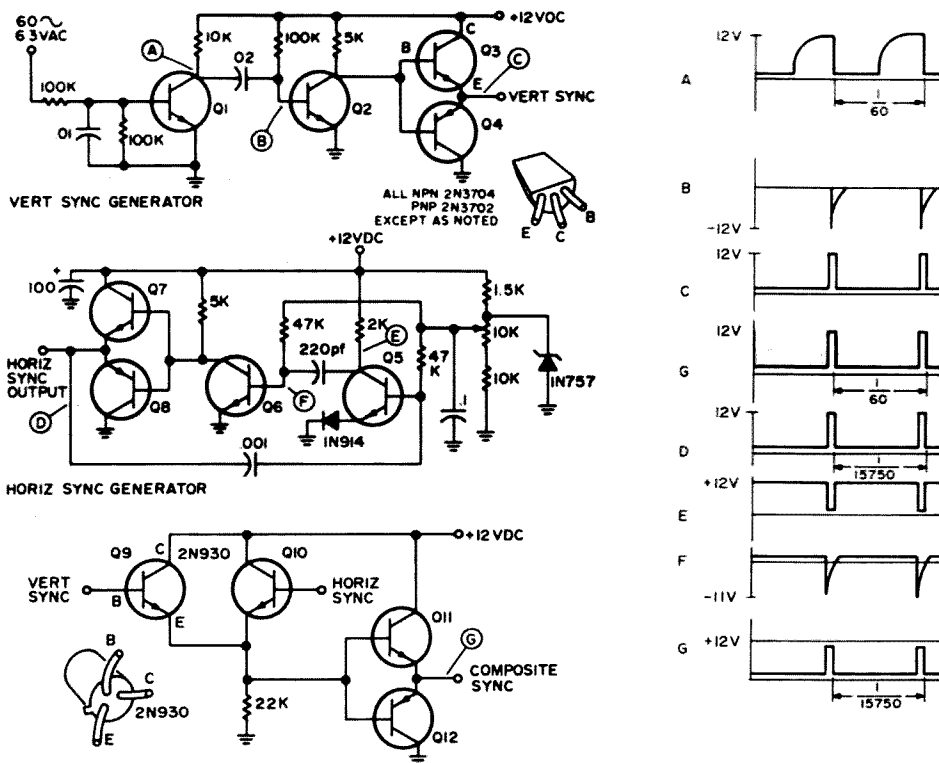 60~
6.3VAC
+12VOC
10K
100K
5K
A
.02
B
C
Q3
C
E
VERT SYNC
100K
Q1
Q2
.01
100K
B
Q4
VERT SYNC GENERATOR
ALL NPN 2N3704
PNP 2N3702
EXCEPT AS NOTED
E
C
B
+12VDC
+
100
Q7
5K
47K
2K
E
1.5K
10K
220pf
Q5
47
K
HORIZ
SYNC
OUTPUT
Q8
Q6
F
10K
1N757
D
1N914
.1
.001
HORIZ SYNC GENERATOR
+12VDC
Q9
C
2N930
Q10
VERT
SYNC
B
HORIZ
SYNC
E
Q11
G
B
C
COMPOSITE
SYNC
2N930
22K
E
Q12
12V
A
1
60
B
-12V
12V
C
12V
G
1
60
12V
D
1
15750
+12V
E
F
-11V
+12V
G
1
15750